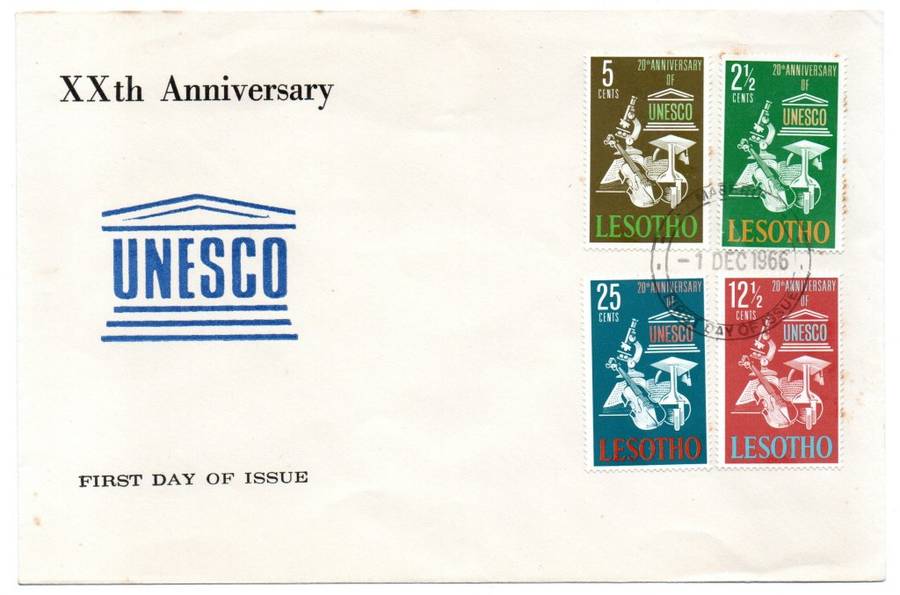 XXth Anniversary
UNESCO
FIRST DAY OF ISSUE
5
CENTS
20th ANNIVERSARY
OF
UNESCO
LESOTHO
2½
CENTS
20th ANNIVERSARY
OF
UNESCO
LESOTHO
25
CENTS
20th ANNIVERSARY
OF
UNESCO
LESOTHO
12½
CENTS
20th ANNIVERSARY
OF
UNESCO
LESOTHO
-1 DEC 1966
FIRST DAY OF ISSUE